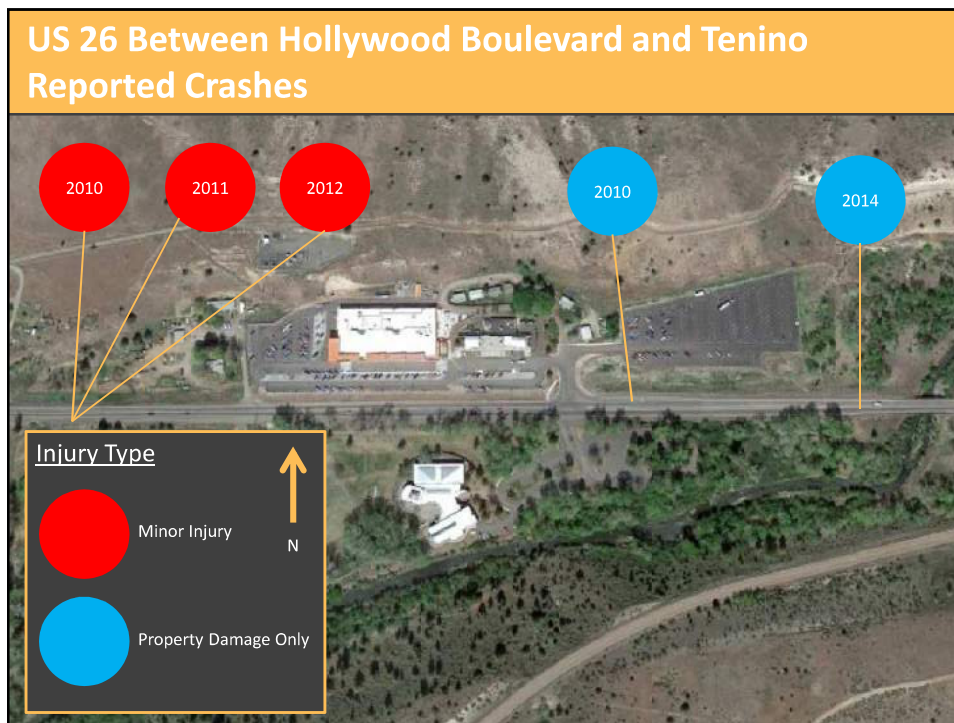 US 26 Between Hollywood Boulevard and Tenino
Reported Crashes
2010
2011
2012
2010
2014
Injury Type
Minor Injury
N
Property Damage Only